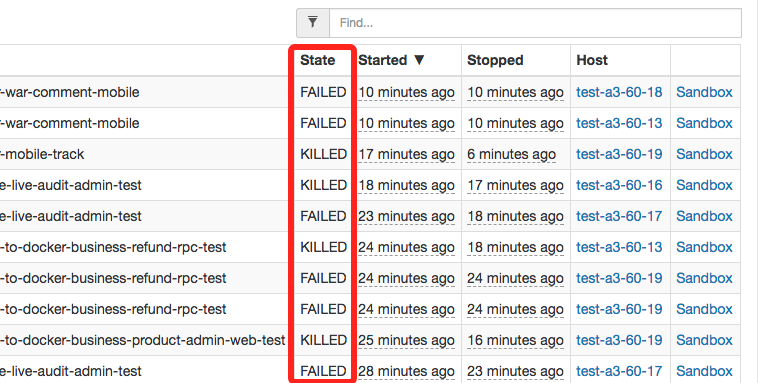 Find...
State Started ▼ Stopped Host
-war-comment-mobile FAILED 10 minutes ago 10 minutes ago test-a3-60-18 Sandbox
-war-comment-mobile FAILED 10 minutes ago 10 minutes ago test-a3-60-13 Sandbox
-mobile-track KILLED 17 minutes ago 6 minutes ago test-a3-60-19 Sandbox
e-live-audit-admin-test KILLED 18 minutes ago 17 minutes ago test-a3-60-16 Sandbox
e-live-audit-admin-test FAILED 23 minutes ago 18 minutes ago test-a3-60-17 Sandbox
-to-docker-business-refund-rpc-test KILLED 24 minutes ago 18 minutes ago test-a3-60-13 Sandbox
-to-docker-business-refund-rpc-test FAILED 24 minutes ago 24 minutes ago test-a3-60-19 Sandbox
-to-docker-business-refund-rpc-test FAILED 24 minutes ago 24 minutes ago test-a3-60-19 Sandbox
-to-docker-business-product-admin-web-test KILLED 25 minutes ago 16 minutes ago test-a3-60-19 Sandbox
e-live-audit-admin-test FAILED 28 minutes ago 23 minutes ago test-a3-60-17 Sandbox